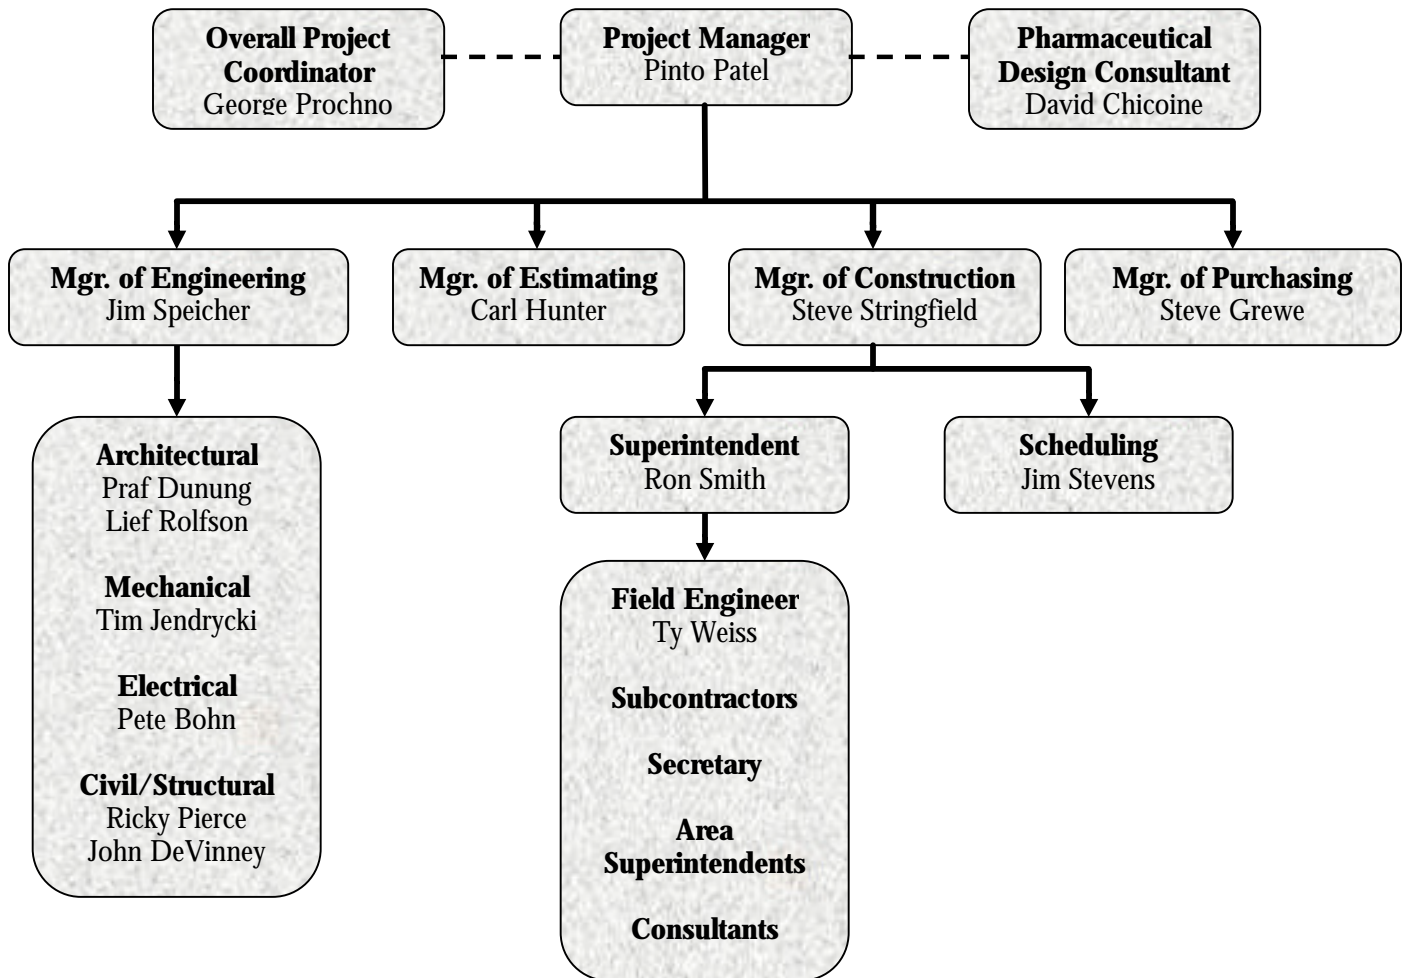 Overall Project
Coordinator
George Prochno
Project Manager
Pinto Patel
Pharmaceutical
Design Consultant
David Chicoine
Mgr. of Engineering
Jim Speicher
Mgr. of Estimating
Carl Hunter
Mgr. of Construction
Steve Stringfield
Mgr. of Purchasing
Steve Grewe
Architectural
Praf Dunung
Lief Rolfson
Mechanical
Tim Jendrycki
Electrical
Pete Bohn
Civil/Structural
Ricky Pierce
John DeVinney
Superintendent
Ron Smith
Scheduling
Jim Stevens
Field Engineer
Ty Weiss
Subcontractors
Secretary
Area
Superintendents
Consultants